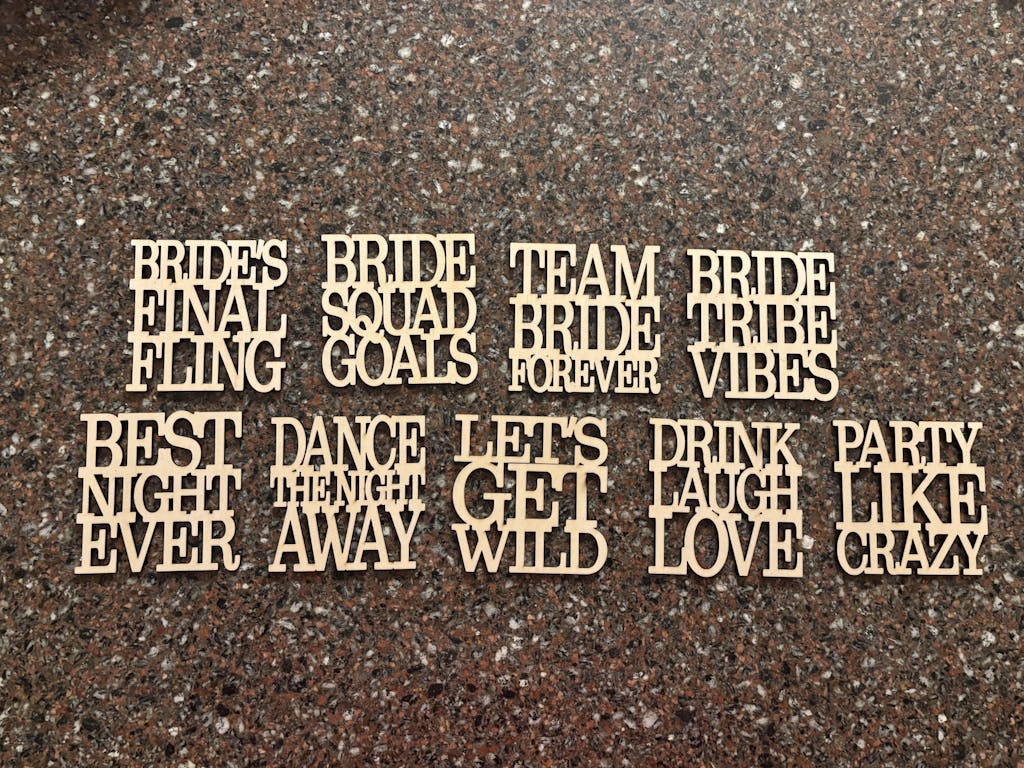 BRIDE'S
FINAL
FLING
BRIDE
SQUAD
GOALS
TEAM
BRIDE
FOREVER
BRIDE
TRIBE
VIBES
BEST
NIGHT
EVER
DANCE
THE NIGHT
AWAY
LET'S
GET
WILD
DRINK
LAUGH
LOVE
PARTY
LIKE
CRAZY